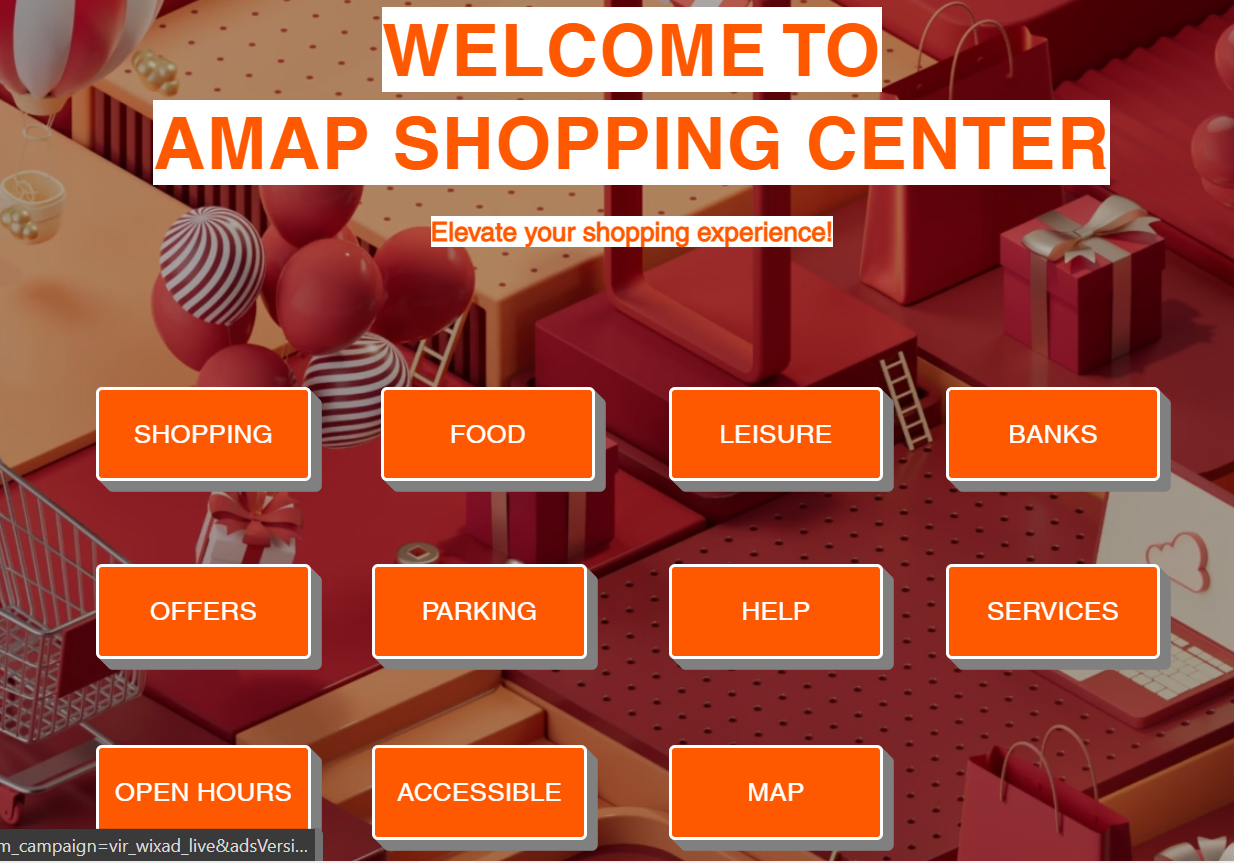 WELCOME TO
AMAP SHOPPING CENTER
Elevate your shopping experience!
SHOPPING
FOOD
LEISURE
BANKS
OFFERS
PARKING
HELP
SERVICES
OPEN HOURS
ACCESSIBLE
MAP
m_campaign=vir_wixad_live&adsVersi...